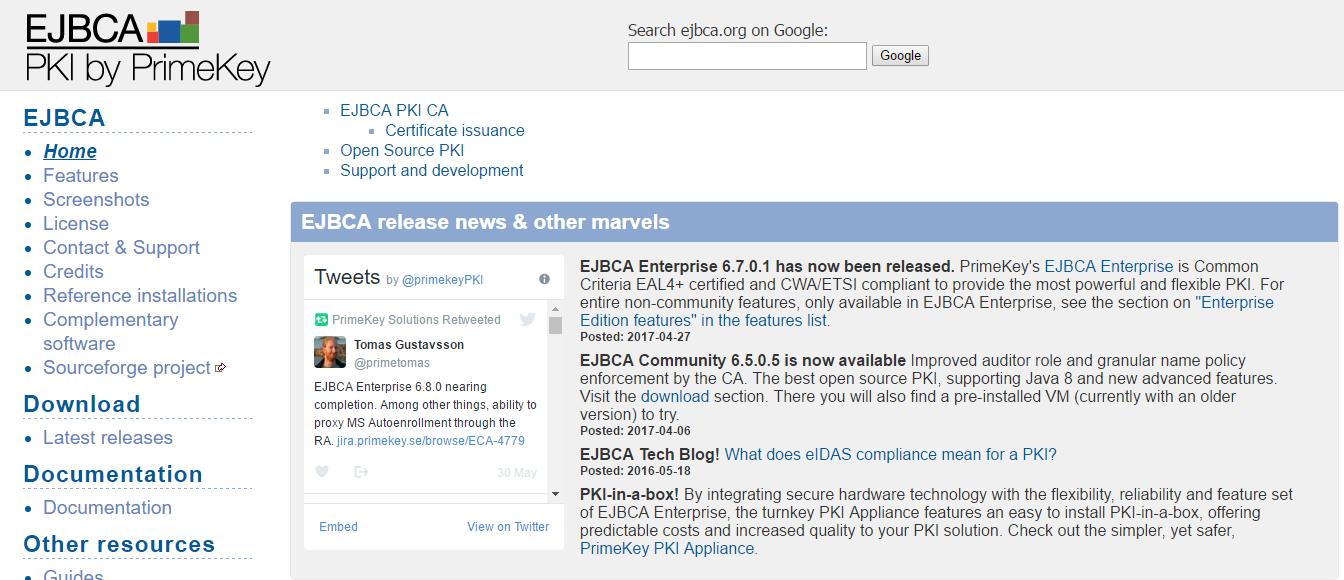 EJBCA
PKI by PrimeKey
Search ejbca.org on Google:
Google
EJBCA
Home
Features
Screenshots
License
Contact & Support
Credits
Reference installations
Complementary
software
Sourceforge project
Download
Latest releases
Documentation
Documentation
Other resources
Guides
EJBCA PKI CA
Certificate issuance
Open Source PKI
Support and development
EJBCA release news & other marvels
Tweets by @primekeyPKI
PrimeKey Solutions Retweeted
Tomas Gustavsson
@primetomas
EJBCA Enterprise 6.8.0 nearing
completion. Among other things, ability to
proxy MS Autoenrollment through the
RA. jira.primekey.se/browse/ECA-4779
30 May
Embed
View on Twitter
EJBCA Enterprise 6.7.0.1 has now been released. PrimeKey's EJBCA Enterprise is Common
Criteria EAL4+ certified and CWA/ETSI compliant to provide the most powerful and flexible PKI. For
entire non-community features, only available in EJBCA Enterprise, see the section on "Enterprise
Edition features" in the features list.
Posted: 2017-04-27
EJBCA Community 6.5.0.5 is now available Improved auditor role and granular name policy
enforcement by the CA. The best open source PKI, supporting Java 8 and new advanced features.
Visit the download section. There you will also find a pre-installed VM (currently with an older
version) to try.
Posted: 2017-04-06
EJBCA Tech Blog! What does eIDAS compliance mean for a PKI?
Posted: 2016-05-18
PKI-in-a-box! By integrating secure hardware technology with the flexibility, reliability and feature set
of EJBCA Enterprise, the turnkey PKI Appliance features an easy to install PKI-in-a-box, offering
predictable costs and increased quality to your PKI solution. Check out the simpler, yet safer,
PrimeKey PKI Appliance.